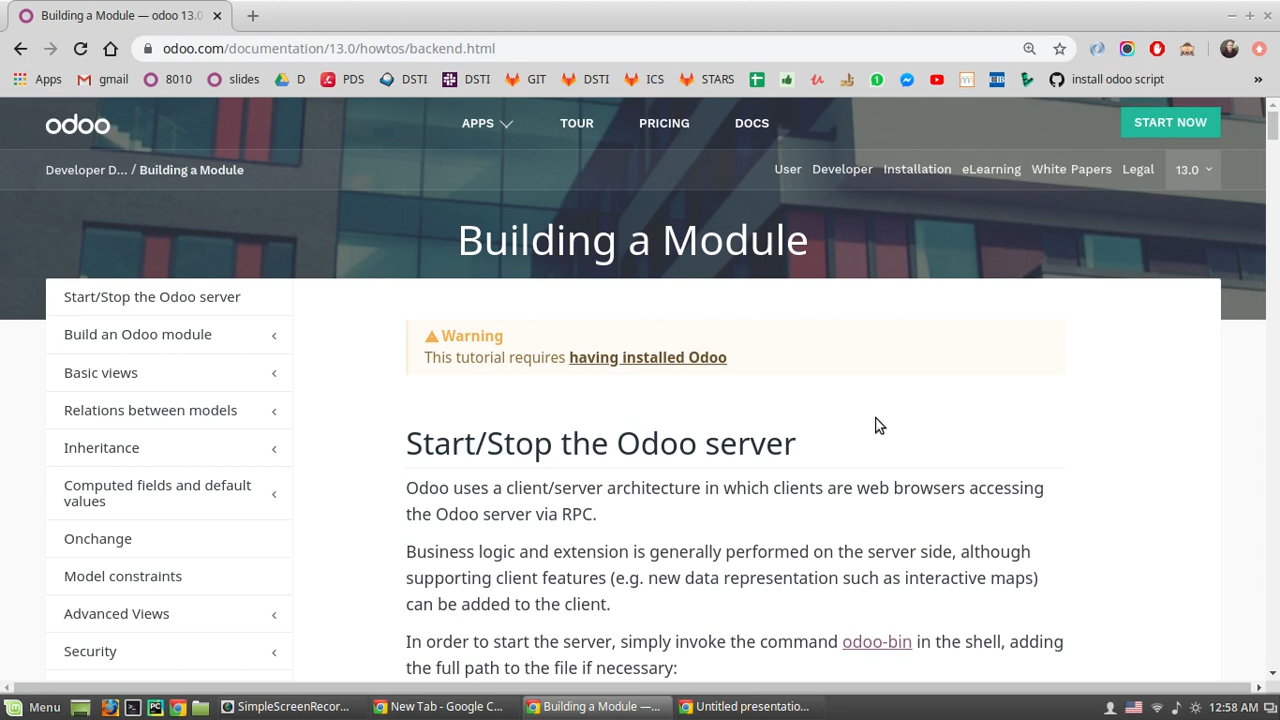 Building a Module — odoo 13.0
odoo.com/documentation/13.0/howtos/backend.html
Apps gmail 8010 slides D PDS DSTI DSTI GIT DSTI ICS STARS install odoo script »
odoo APPS TOUR PRICING DOCS START NOW
Developer D... / Building a Module User Developer Installation eLearning White Papers Legal 13.0
Building a Module
Start/Stop the Odoo server
Build an Odoo module
Basic views
Relations between models
Inheritance
Computed fields and default
values
Onchange
Model constraints
Advanced Views
Security
Warning
This tutorial requires having installed Odoo
Start/Stop the Odoo server
Odoo uses a client/server architecture in which clients are web browsers accessing
the Odoo server via RPC.
Business logic and extension is generally performed on the server side, although
supporting client features (e.g. new data representation such as interactive maps)
can be added to the client.
In order to start the server, simply invoke the command odoo-bin in the shell, adding
the full path to the file if necessary:
Menu SimpleScreenRecor... New Tab - Google C... Building a Module —... Untitled presentatio... 12:58 AM